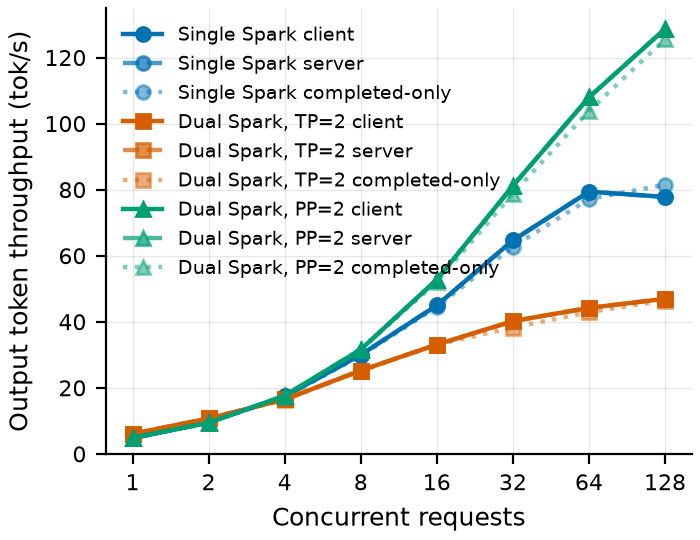 Output token throughput (tok/s)
120
100
80
60
40
20
0
Single Spark client
Single Spark server
Single Spark completed-only
Dual Spark, TP=2 client
Dual Spark, TP=2 server
Dual Spark, TP=2 completed-only
Dual Spark, PP=2 client
Dual Spark, PP=2 server
Dual Spark, PP=2 completed-only
1 2 4 8 16 32 64 128
Concurrent requests